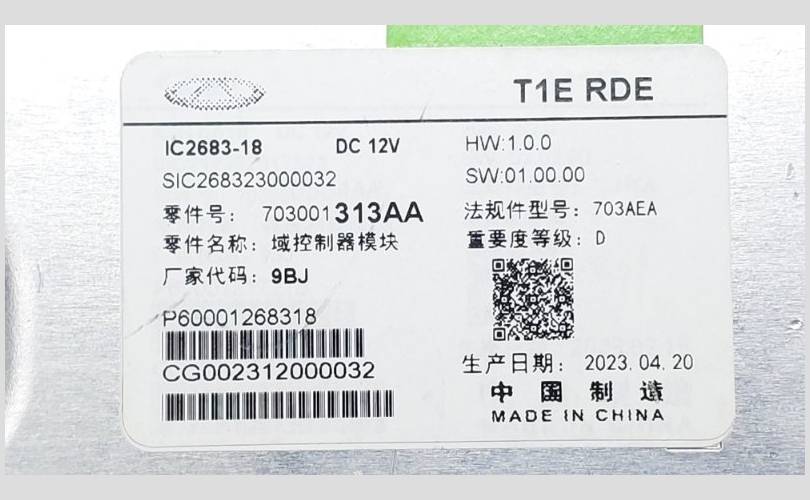 T1E RDE
IC2683-18 DC 12V
HW:1.0.0
SIC268323000032
SW:01.00.00
零件号: 703001313AA
法规件型号: 703AEA
零件名称: 域控制器模块
重要度等级: D
厂家代码: 9BJ
P60001268318
CG002312000032
生产日期: 2023.04.20
中国制造
MADE IN CHINA